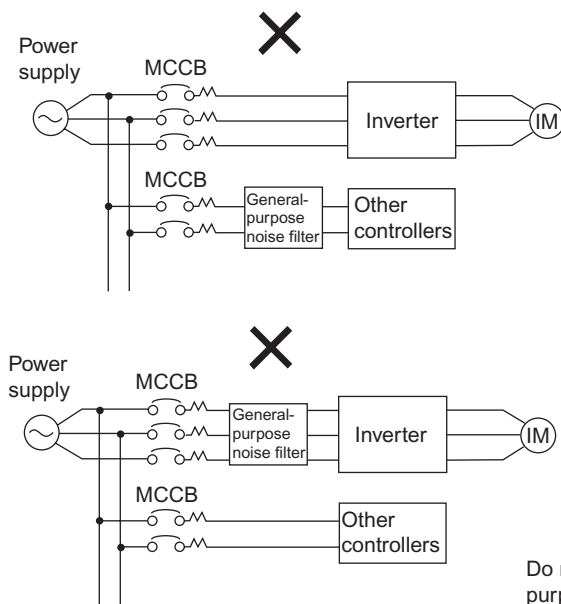 Power
supply
MCCB
Inverter
IM
MCCB
General-
purpose
noise filter
Other
controllers
Power
supply
MCCB
General-
purpose
noise filter
Inverter
IM
MCCB
Other
controllers
Do
purp